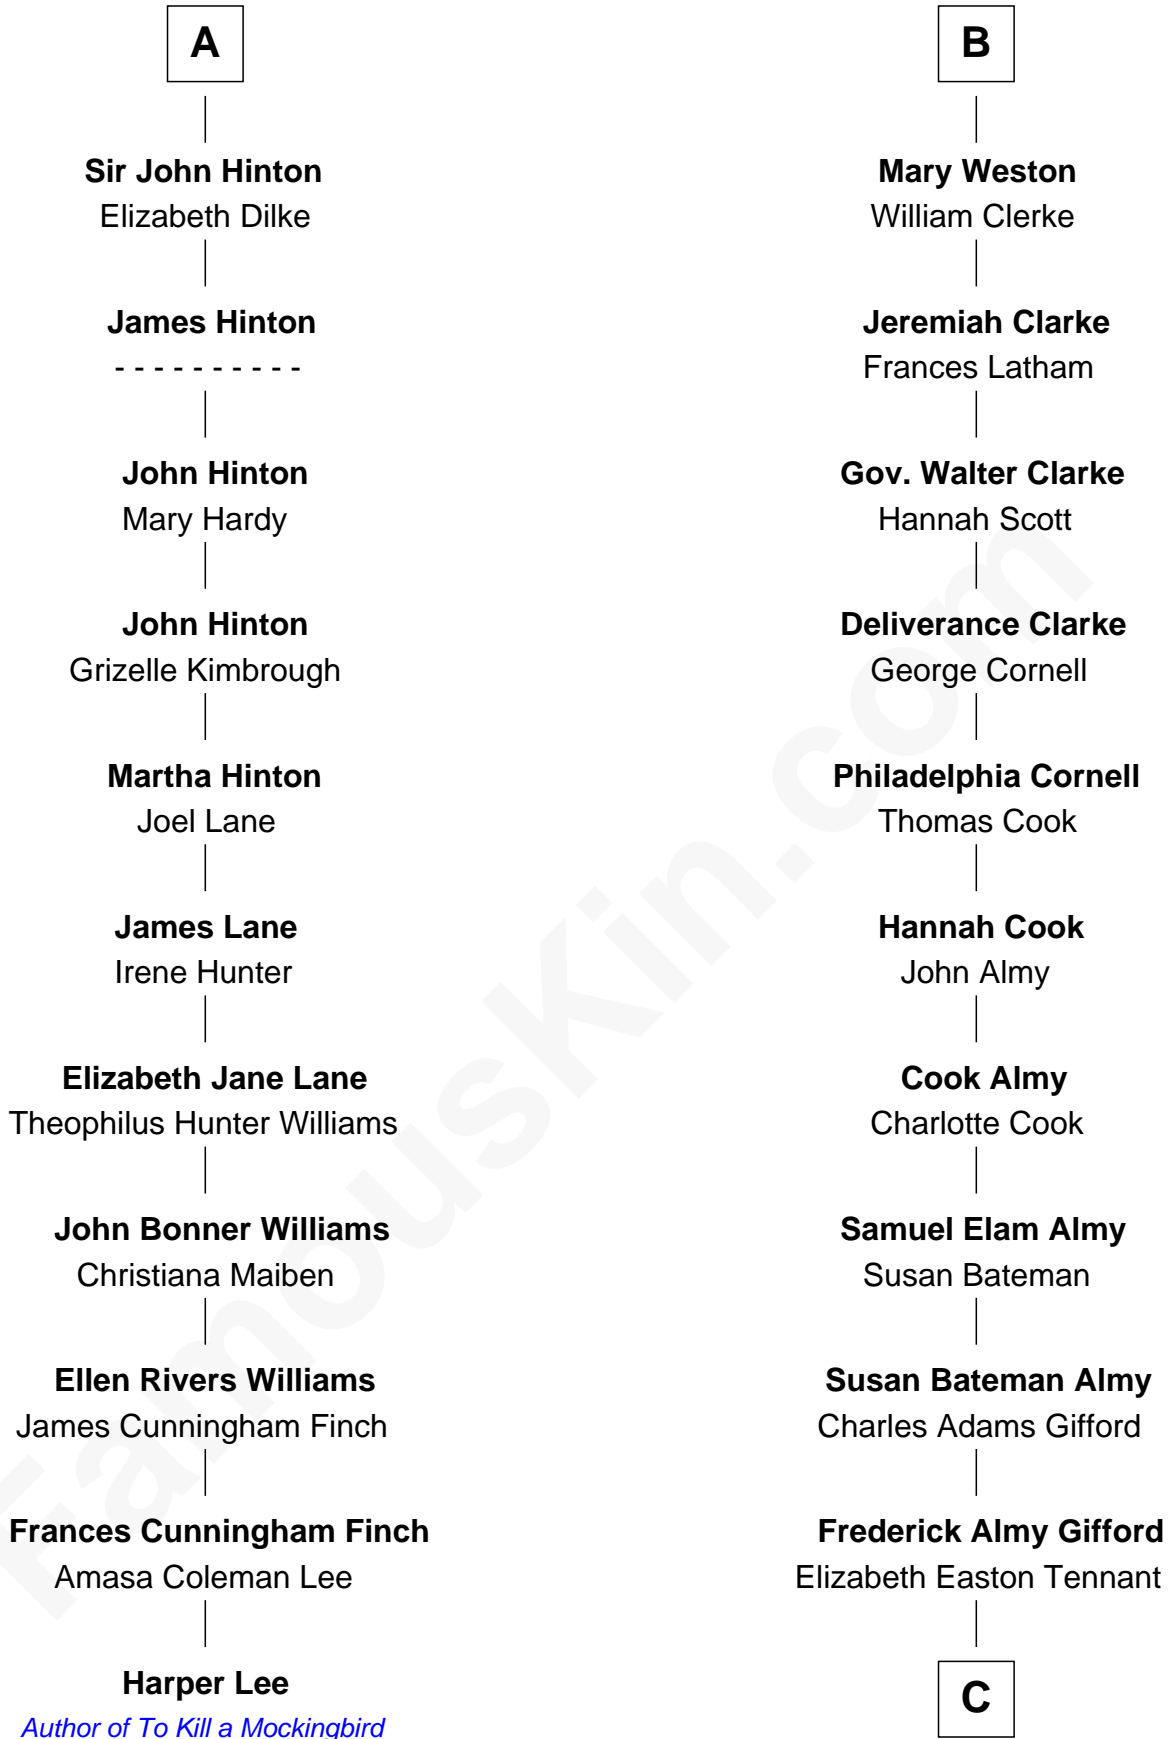 A
Sir John Hinton
Elizabeth Dilke
James Hinton
- - - - - - - - - -
John Hinton
Mary Hardy
John Hinton
Grizelle Kimbrough
Martha Hinton
Joel Lane
James Lane
Irene Hunter
Elizabeth Jane Lane
Theophilus Hunter Williams
John Bonner Williams
Christiana Maiben
Ellen Rivers Williams
James Cunningham Finch
Frances Cunningham Finch
Amasa Coleman Lee
Harper Lee
Author of To Kill a Mockingbird
B
Mary Weston
William Clerke
Jeremiah Clarke
Frances Latham
Gov. Walter Clarke
Hannah Scott
Deliverance Clarke
George Cornell
Philadelphia Cornell
Thomas Cook
Hannah Cook
John Almy
Cook Almy
Charlotte Cook
Samuel Elam Almy
Susan Bateman
Susan Bateman Almy
Charles Adams Gifford
Frederick Almy Gifford
Elizabeth Easton Tennant
C
FamousKin.com